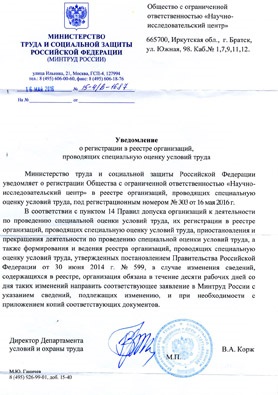 МИНИСТЕРСТВО
ТРУДА И СОЦИАЛЬНОЙ ЗАЩИТЫ
РОССИЙСКОЙ ФЕДЕРАЦИИ
(МИНТРУД РОССИИ)
улица Ильинка, 21, Москва, ГСП-4, 127994
тел.: 8 (495) 606-00-60, факс: 8 (495) 606-18-76
16 МАЯ 2016 № 15-4/В-1637
На № от
Общество с ограниченной
ответственностью «Научно-
исследовательский центр»
665700, Иркутская обл., г. Братск,
ул. Южная, 98. Каб.№ 1,7,9,11,12.
Уведомление
о регистрации в реестре организаций,
проводящих специальную оценку условий труда
Министерство труда и социальной защиты Российской Федерации
уведомляет о регистрации Общества с ограниченной ответственностью «Научно-
исследовательский центр» в реестре организаций, проводящих специальную
оценку условий труда, под регистрационным номером № 303 от 16 мая 2016 г.
В соответствии с пунктом 14 Правил допуска организаций к деятельности
по проведению специальной оценки условий труда, их регистрации в реестре
организаций, проводящих специальную оценку условий труда, приостановления и
прекращения деятельности по проведению специальной оценки условий труда, а
также формирования и ведения реестра организаций, проводящих специальную
оценку условий труда, утвержденных постановлением Правительства Российской
Федерации от 30 июня 2014 г. № 599, в случае изменения сведений,
содержащихся в реестре, организация обязана в течение десяти рабочих дней со
дня таких изменений направить соответствующее заявление в Минтруд России с
указанием сведений, подлежащих изменению, и при необходимости с
приложением копий соответствующих документов.
Директор Департамента
условий и охраны труда
М.П.
В.А. Корж
М.Ю. Ганичев
8 (495) 926-99-01, доб. 15-40